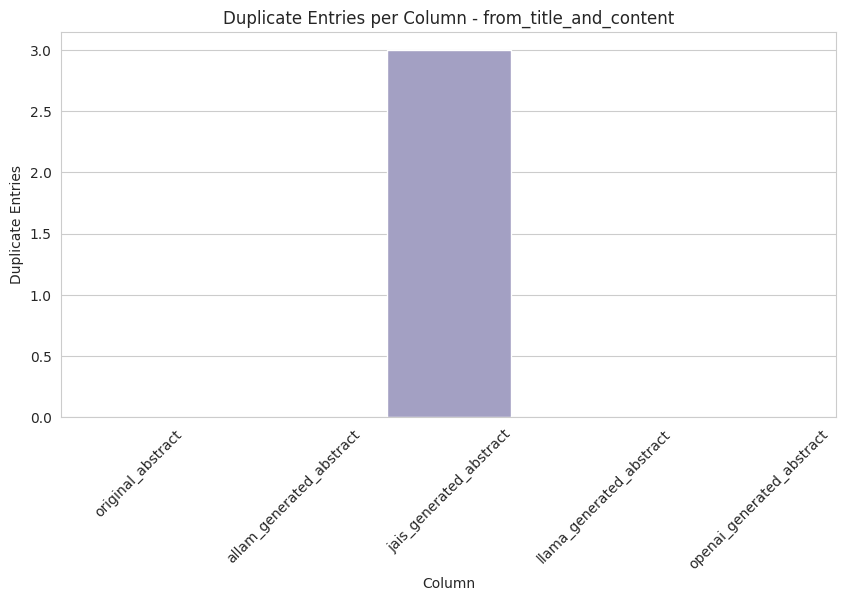 Duplicate Entries per Column - from_title_and_content
Duplicate Entries
3.0
2.5
2.0
1.5
1.0
0.5
0.0
original_abstract
allam_generated_abstract
jais_generated_abstract
llama_generated_abstract
openai_generated_abstract
Column